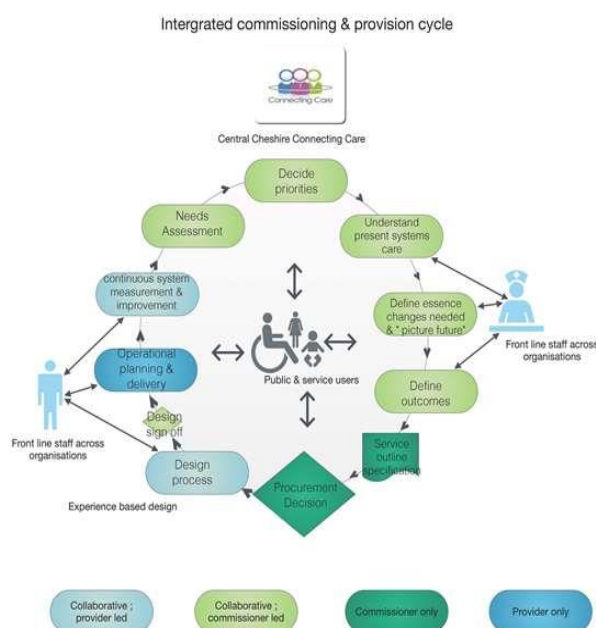 Intergrated commissioning & provision cycle
Connecting Care
Central Cheshire Connecting Care
Decide
priorities
Needs
Assessment
Understand
present systems
care
continuous system
measurement &
improvement
Define essence
changes needed
& " picture future"
Front line staff across
organisations
Operational
planning &
delivery
Public & service users
Define
outcomes
Design
sign off
Front line staff across
organisations
Service
outline
specification
Design
process
Procurement
Decision
Experience based design
Collaborative ;
provider led
Collaborative ;
commissioner led
Commissioner only
Provider only